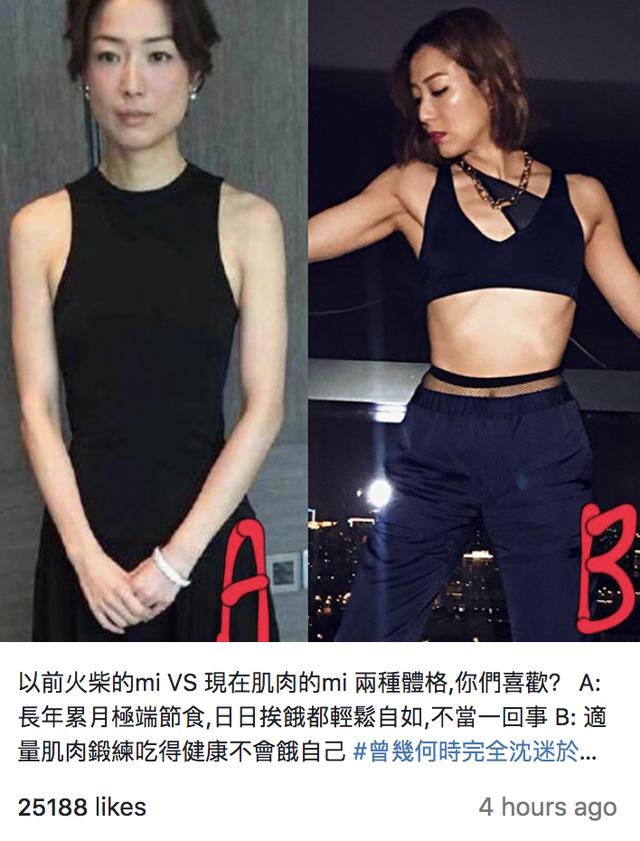 A
B
以前火柴的mi VS 現在肌肉的mi 兩種體格,你們喜歡? A:
長年累月極端節食,日日挨餓都輕鬆自如,不當一回事 B: 適
量肌肉鍛練吃得健康不會餓自己 #曾幾何時完全沈迷於...
25188 likes
4 hours ago